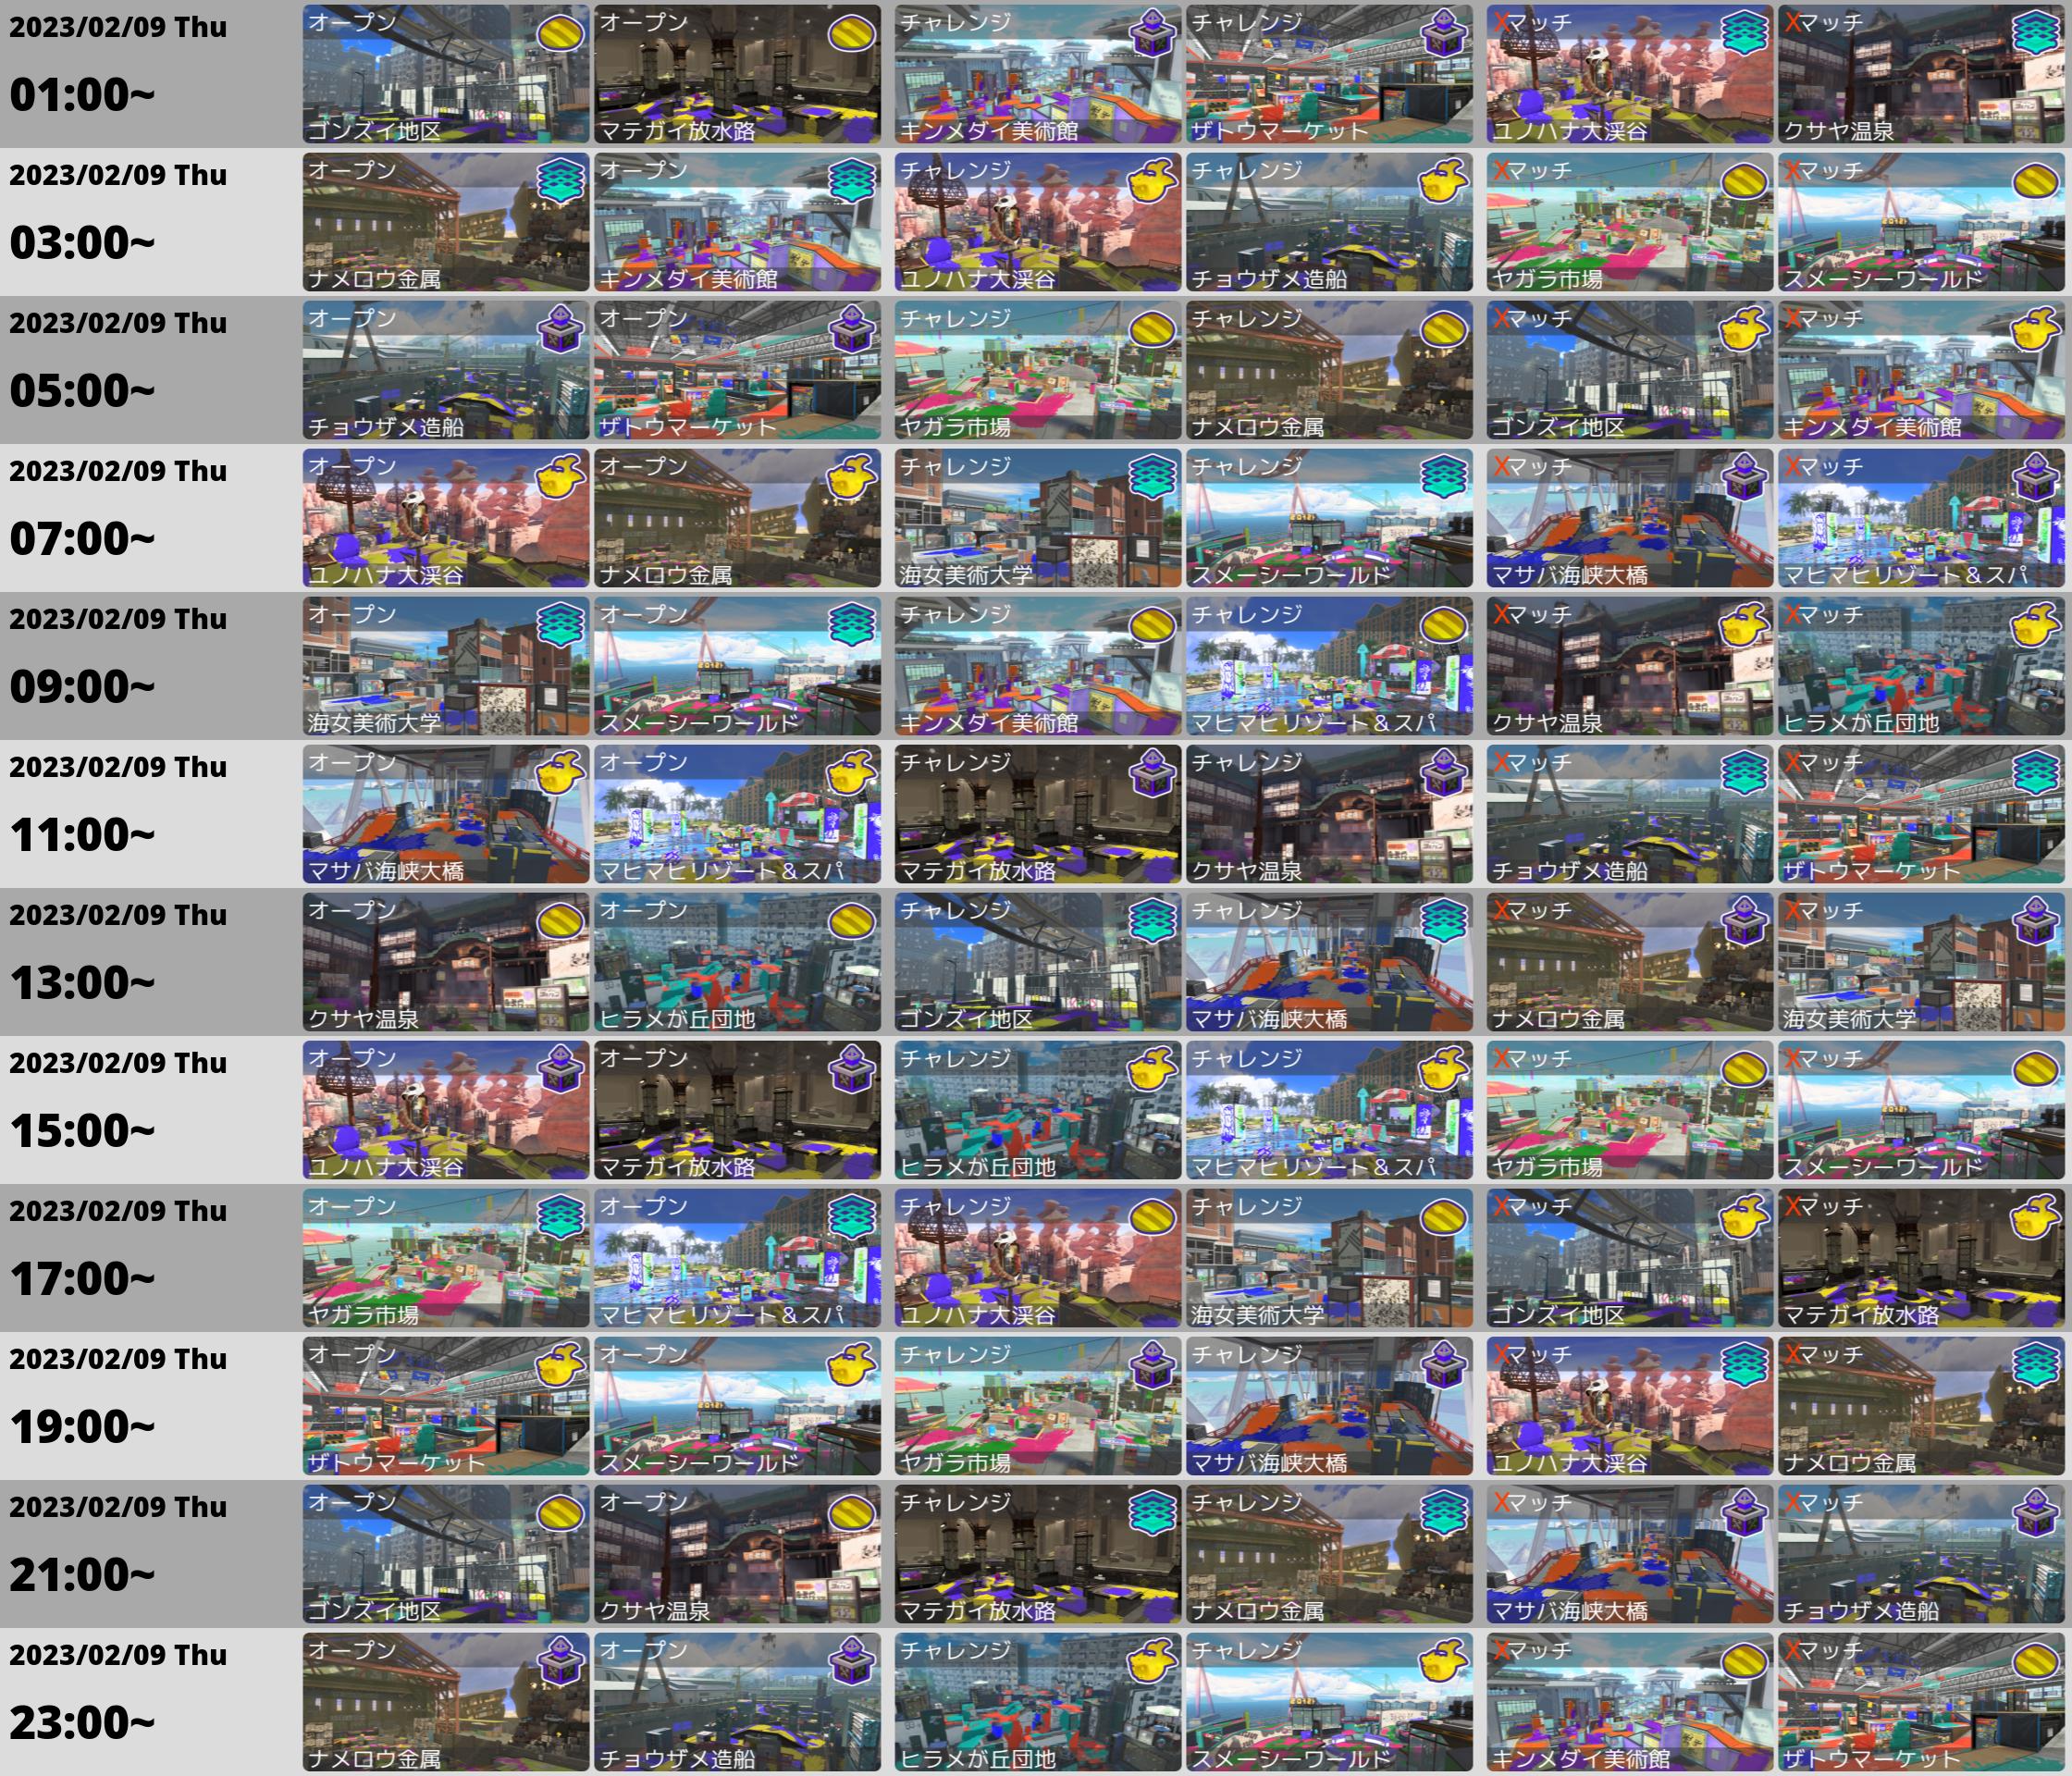 2023/02/09 Thu
01:00~
オープン オープン チャレンジ チャレンジ Xマッチ Xマッチ
ゴンズイ地区 マテガイ放水路 キンメダイ美術館 ザトウマーケット ユノハナ大渓谷 クサヤ温泉
2023/02/09 Thu
03:00~
オープン オープン チャレンジ チャレンジ Xマッチ Xマッチ
ナメロウ金属 キンメダイ美術館 ユノハナ大渓谷 チョウザメ造船 ヤガラ市場 スメーシーワールド
2023/02/09 Thu
05:00~
オープン オープン チャレンジ チャレンジ Xマッチ Xマッチ
チョウザメ造船 ザトウマーケット ヤガラ市場 ナメロウ金属 ゴンズイ地区 キンメダイ美術館
2023/02/09 Thu
07:00~
オープン オープン チャレンジ チャレンジ Xマッチ Xマッチ
ユノハナ大渓谷 ナメロウ金属 海女美術大学 スメーシーワールド マサバ海峡大橋 マヒマヒリゾート＆スパ
2023/02/09 Thu
09:00~
オープン オープン チャレンジ チャレンジ Xマッチ Xマッチ
海女美術大学 スメーシーワールド キンメダイ美術館 マヒマヒリゾート＆スパ クサヤ温泉 ヒラメが丘団地
2023/02/09 Thu
11:00~
オープン オープン チャレンジ チャレンジ Xマッチ Xマッチ
マサバ海峡大橋 マヒマヒリゾート＆スパ マテガイ放水路 クサヤ温泉 チョウザメ造船 ザトウマーケット
2023/02/09 Thu
13:00~
オープン オープン チャレンジ チャレンジ Xマッチ Xマッチ
クサヤ温泉 ヒラメが丘団地 ゴンズイ地区 マサバ海峡大橋 ナメロウ金属 海女美術大学
2023/02/09 Thu
15:00~
オープン オープン チャレンジ チャレンジ Xマッチ Xマッチ
ユノハナ大渓谷 マテガイ放水路 ヒラメが丘団地 マヒマヒリゾート＆スパ ヤガラ市場 スメーシーワールド
2023/02/09 Thu
17:00~
オープン オープン チャレンジ チャレンジ Xマッチ Xマッチ
ヤガラ市場 マヒマヒリゾート＆スパ ユノハナ大渓谷 海女美術大学 ゴンズイ地区 マテガイ放水路
2023/02/09 Thu
19:00~
オープン オープン チャレンジ チャレンジ Xマッチ Xマッチ
ザトウマーケット スメーシーワールド ヤガラ市場 マサバ海峡大橋 ユノハナ大渓谷 ナメロウ金属
2023/02/09 Thu
21:00~
オープン オープン チャレンジ チャレンジ Xマッチ Xマッチ
ゴンズイ地区 クサヤ温泉 マテガイ放水路 ナメロウ金属 マサバ海峡大橋 チョウザメ造船
2023/02/09 Thu
23:00~
オープン オープン チャレンジ チャレンジ Xマッチ Xマッチ
ナメロウ金属 チョウザメ造船 ヒラメが丘団地 スメーシーワールド キンメダイ美術館 ザトウマーケット